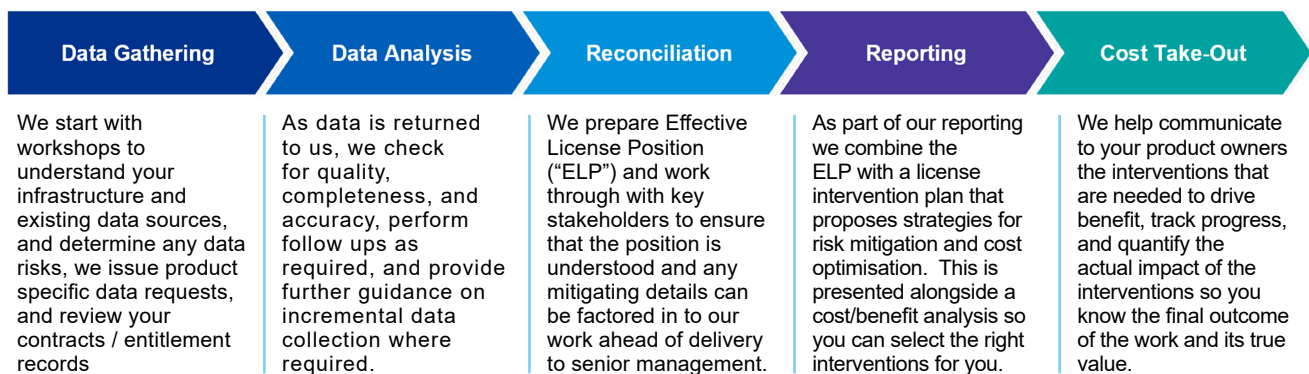 Data Gathering
Data Analysis
Reconciliation
Reporting
Cost Take-Out
We start with
workshops to
understand your
infrastructure and
existing data sources,
and determine any data
risks, we issue product
specific data requests,
and review your
contracts / entitlement
records
As data is returned
to us, we check
for quality,
completeness, and
accuracy, perform
follow ups as
required, and provide
further guidance on
incremental data
collection where
required.
We prepare Effective
License Position
(“ELP”) and work
through with key
stakeholders to ensure
that the position is
understood and any
mitigating details can
be factored in to our
work ahead of delivery
to senior management.
As part of our reporting
we combine the
ELP with a license
intervention plan that
proposes strategies for
risk mitigation and cost
optimisation.  This is
presented alongside a
cost/benefit analysis so
you can select the right
interventions for you.
We help communicate
to your product owners
the interventions that
are needed to drive
benefit, track progress,
and quantify the
actual impact of the
interventions so you
know the final outcome
of the work and its true
value.